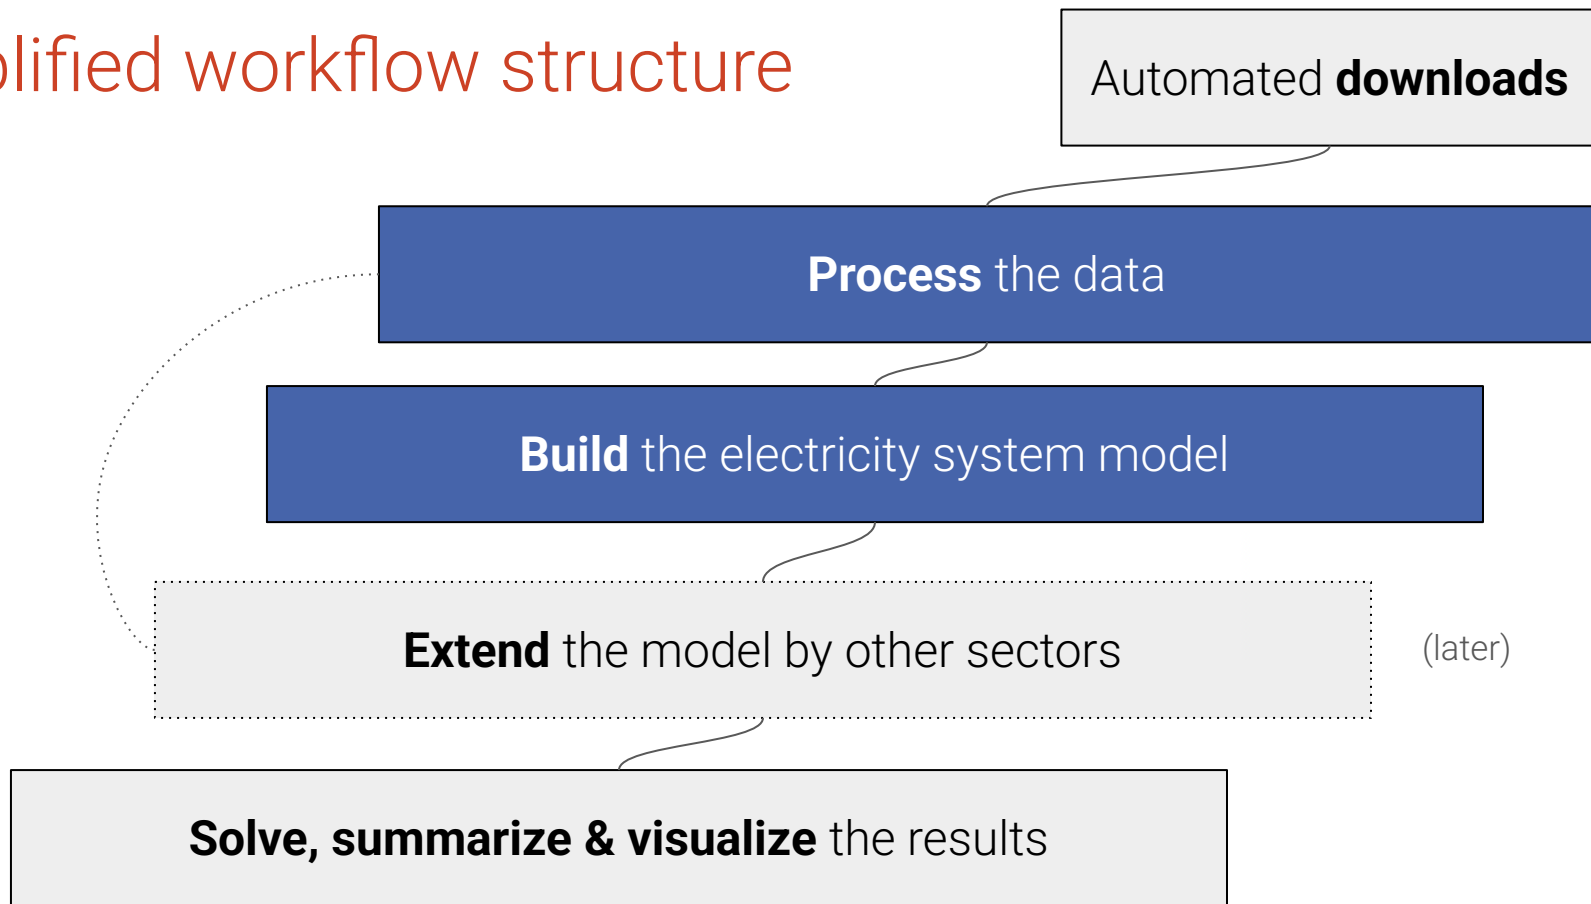 plified workflow structure
Automated downloads
Process the data
Build the electricity system model
Extend the model by other sectors
(later)
Solve, summarize & visualize the results